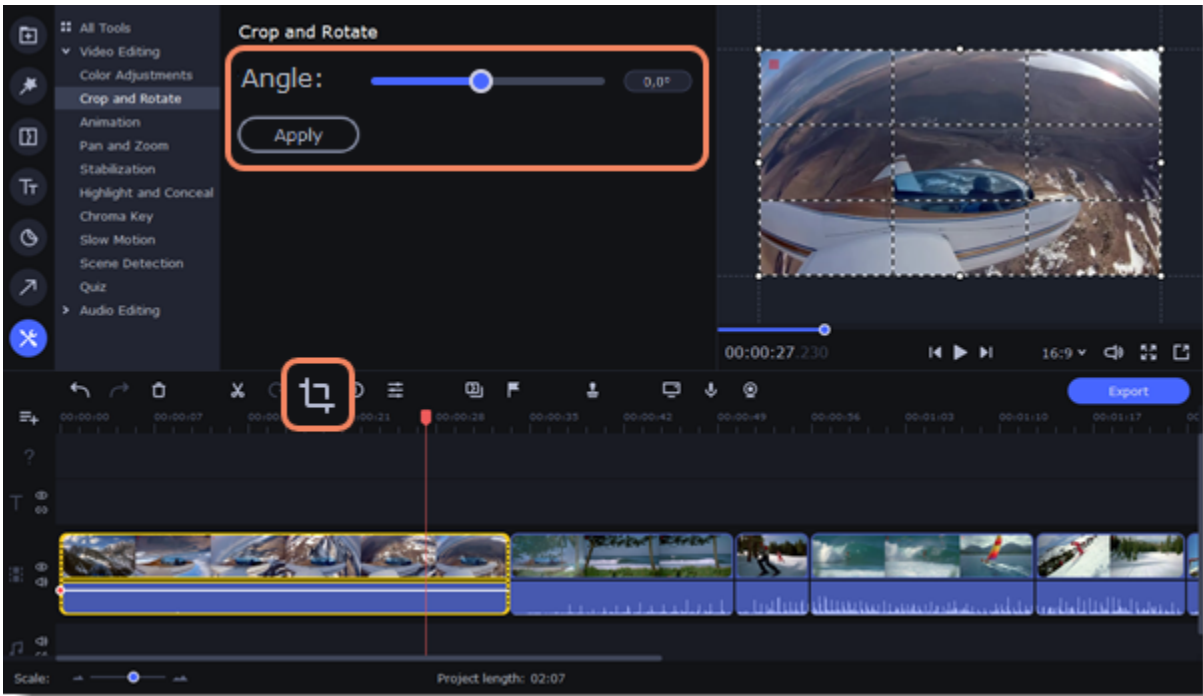 All Tools
Video Editing
Color Adjustments
Crop and Rotate
Animation
Pan and Zoom
Stabilization
Highlight and Conceal
Chroma Key
Slow Motion
Scene Detection
Quiz
Audio Editing
Crop and Rotate
Angle:
0,0°
Apply
00:00:27.230
16:9
Export
00:00:00
00:00:07
00:00:21
00:00:28
00:00:35
00:00:42
00:00:49
00:00:56
00:01:03
00:01:10
00:01:17
Scale:
Project length: 02:07